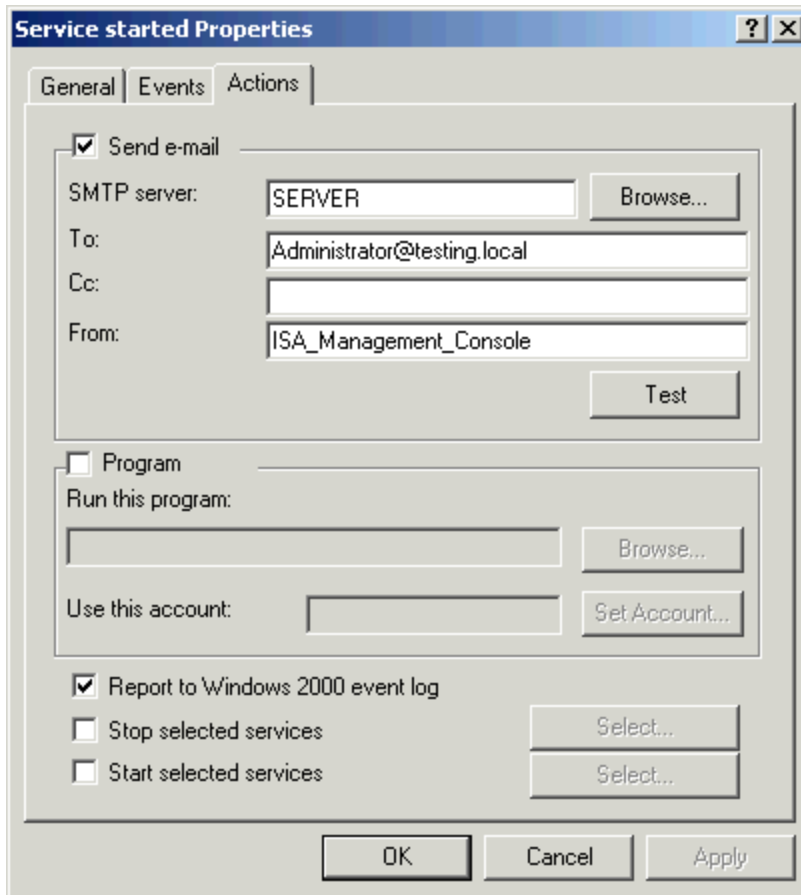 Service started Properties
General Events Actions
Send e-mail
SMTP server: SERVER Browse...
To: Administrator@testing.local
Cc:
From: ISA_Management_Console
Test
Program
Run this program:
Browse...
Use this account: Set Account...
Report to Windows 2000 event log
Stop selected services Select...
Start selected services Select...
OK Cancel Apply